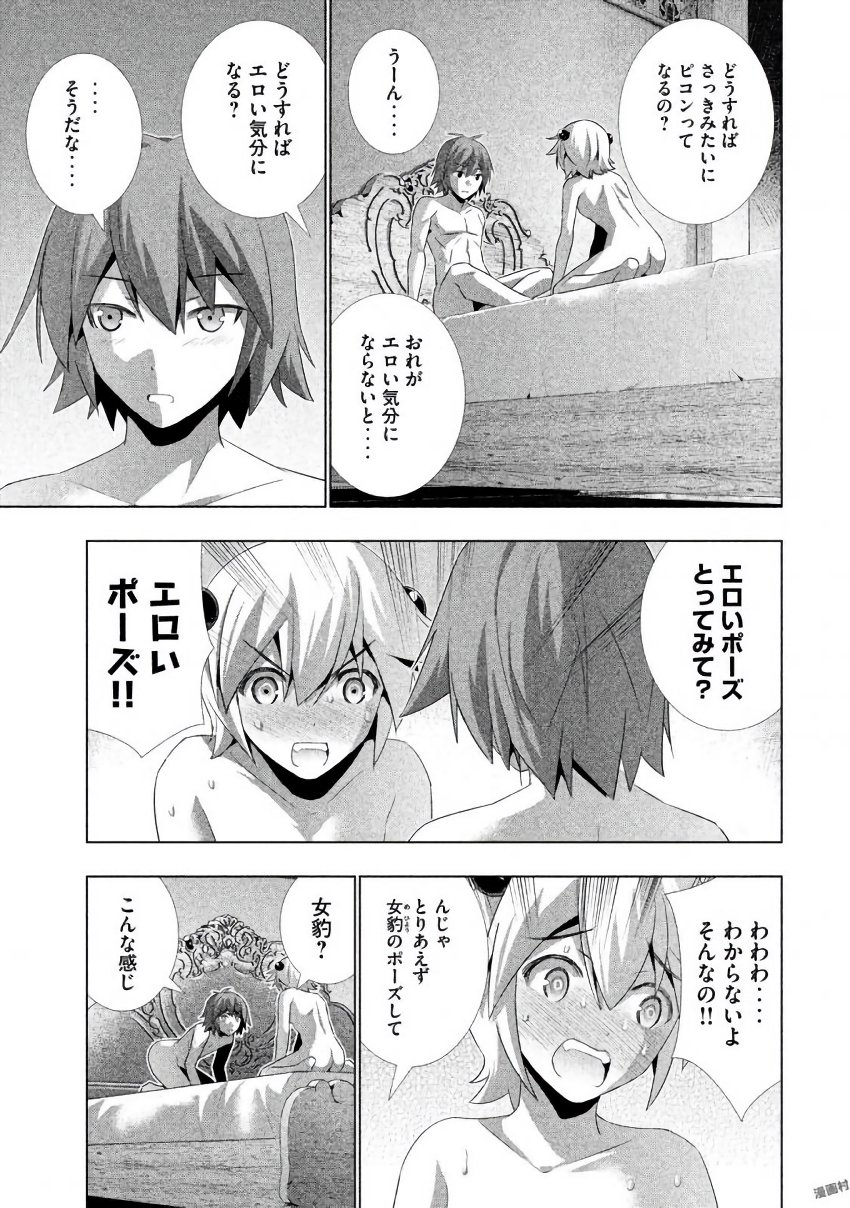 どうすれば
さっきみたいに
ピコンって
なるの？
うーん‥‥
おれが
エロい気分に
ならないと‥‥
どうすれば
エロい気分に
なる？
‥‥
そうだな‥‥
エロいポーズ
とってみて？
エロい
ポーズ!!
わわわ‥‥
わからないよ
そんなの!!
んじゃ
とりあえず
女豹のポーズして
めひょう
女豹？
こんな感じ
漫画村